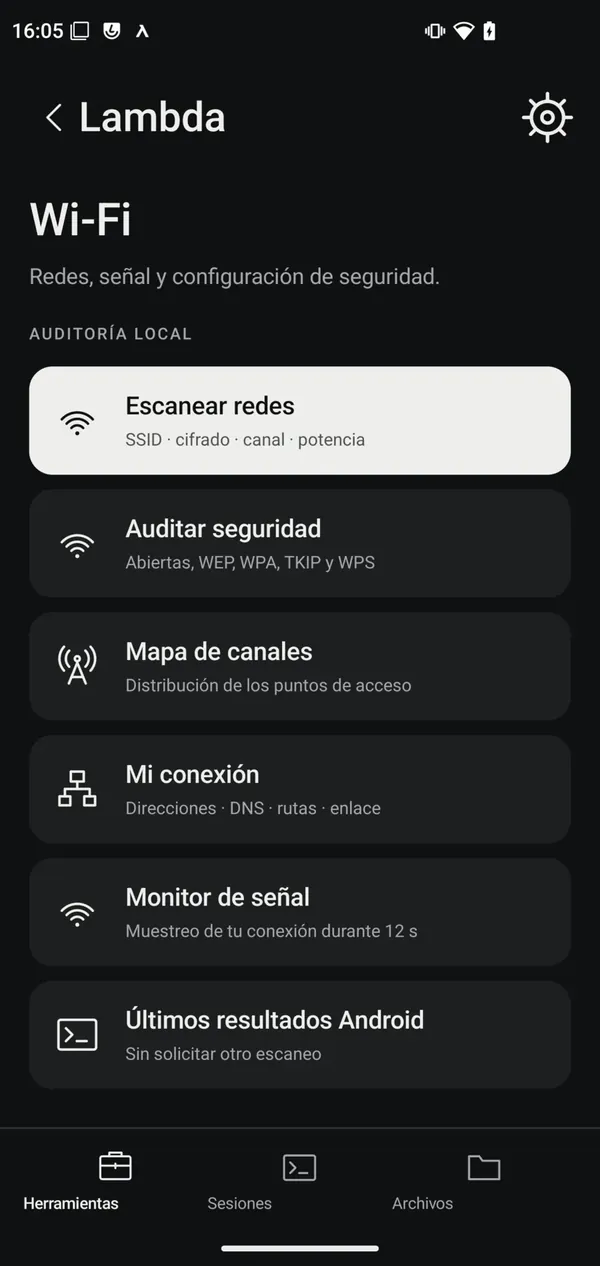 16:05
Lambda
Wi-Fi
Redes, señal y configuración de seguridad.
AUDITORÍA LOCAL
Escanear redes
SSID · cifrado · canal · potencia
Auditar seguridad
Abiertas, WEP, WPA, TKIP y WPS
Mapa de canales
Distribución de los puntos de acceso
Mi conexión
Direcciones · DNS · rutas · enlace
Monitor de señal
Muestreo de tu conexión durante 12 s
Últimos resultados Android
Sin solicitar otro escaneo
Herramientas Sesiones Archivos